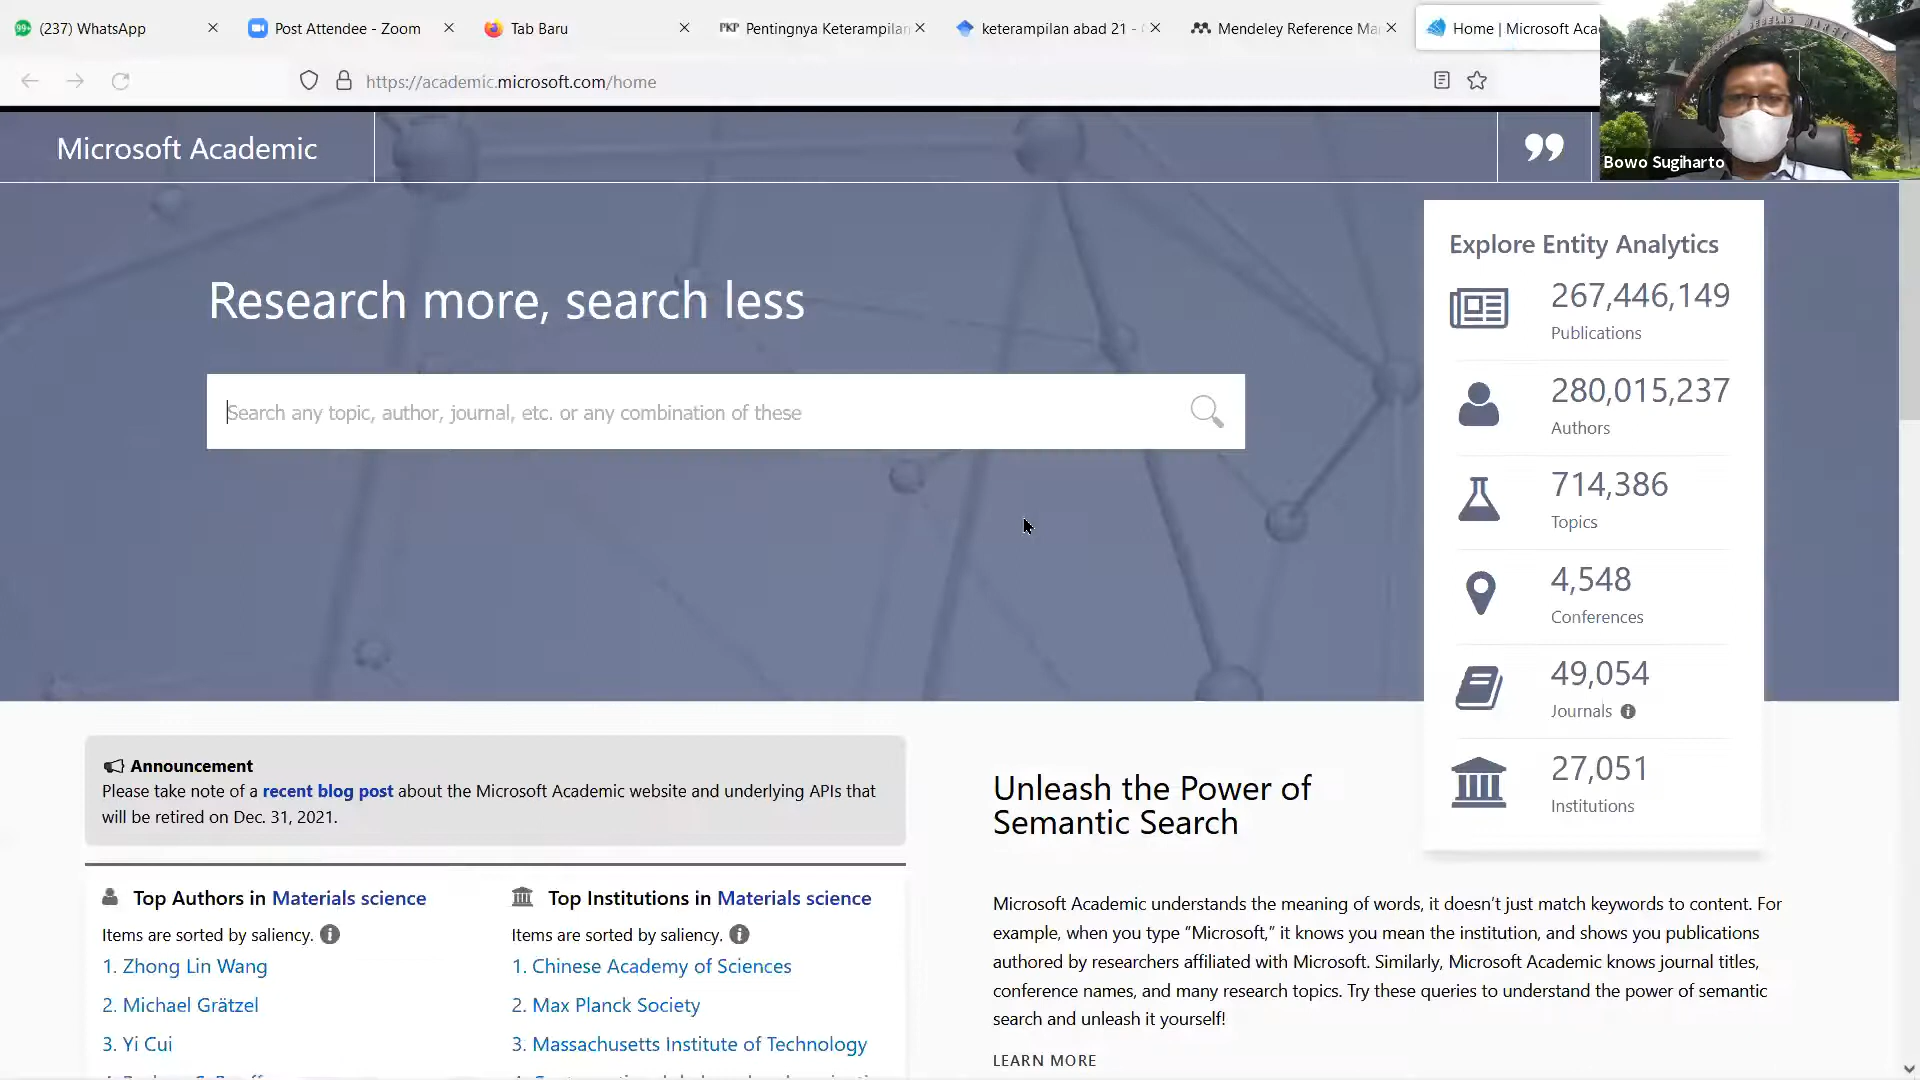 (237) WhatsApp
Post Attendee - Zoom
Tab Baru
PKP Pentingnya Keterampilan
keterampilan abad 21 -
Mendeley Reference Ma
Home | Microsoft Aca
https://academic.microsoft.com/home
SEBELAS MARET
Bowo Sugiharto
Microsoft Academic
Research more, search less
Search any topic, author, journal, etc. or any combination of these
Explore Entity Analytics
267,446,149
Publications
280,015,237
Authors
714,386
Topics
4,548
Conferences
49,054
Journals
27,051
Institutions
Announcement
Please take note of a recent blog post about the Microsoft Academic website and underlying APIs that
will be retired on Dec. 31, 2021.
Top Authors in Materials science
Items are sorted by saliency.
1. Zhong Lin Wang
2. Michael Grätzel
3. Yi Cui
Top Institutions in Materials science
Items are sorted by saliency.
1. Chinese Academy of Sciences
2. Max Planck Society
3. Massachusetts Institute of Technology
Unleash the Power of
Semantic Search
Microsoft Academic understands the meaning of words, it doesn’t just match keywords to content. For
example, when you type “Microsoft,” it knows you mean the institution, and shows you publications
authored by researchers affiliated with Microsoft. Similarly, Microsoft Academic knows journal titles,
conference names, and many research topics. Try these queries to understand the power of semantic
search and unleash it yourself!
LEARN MORE